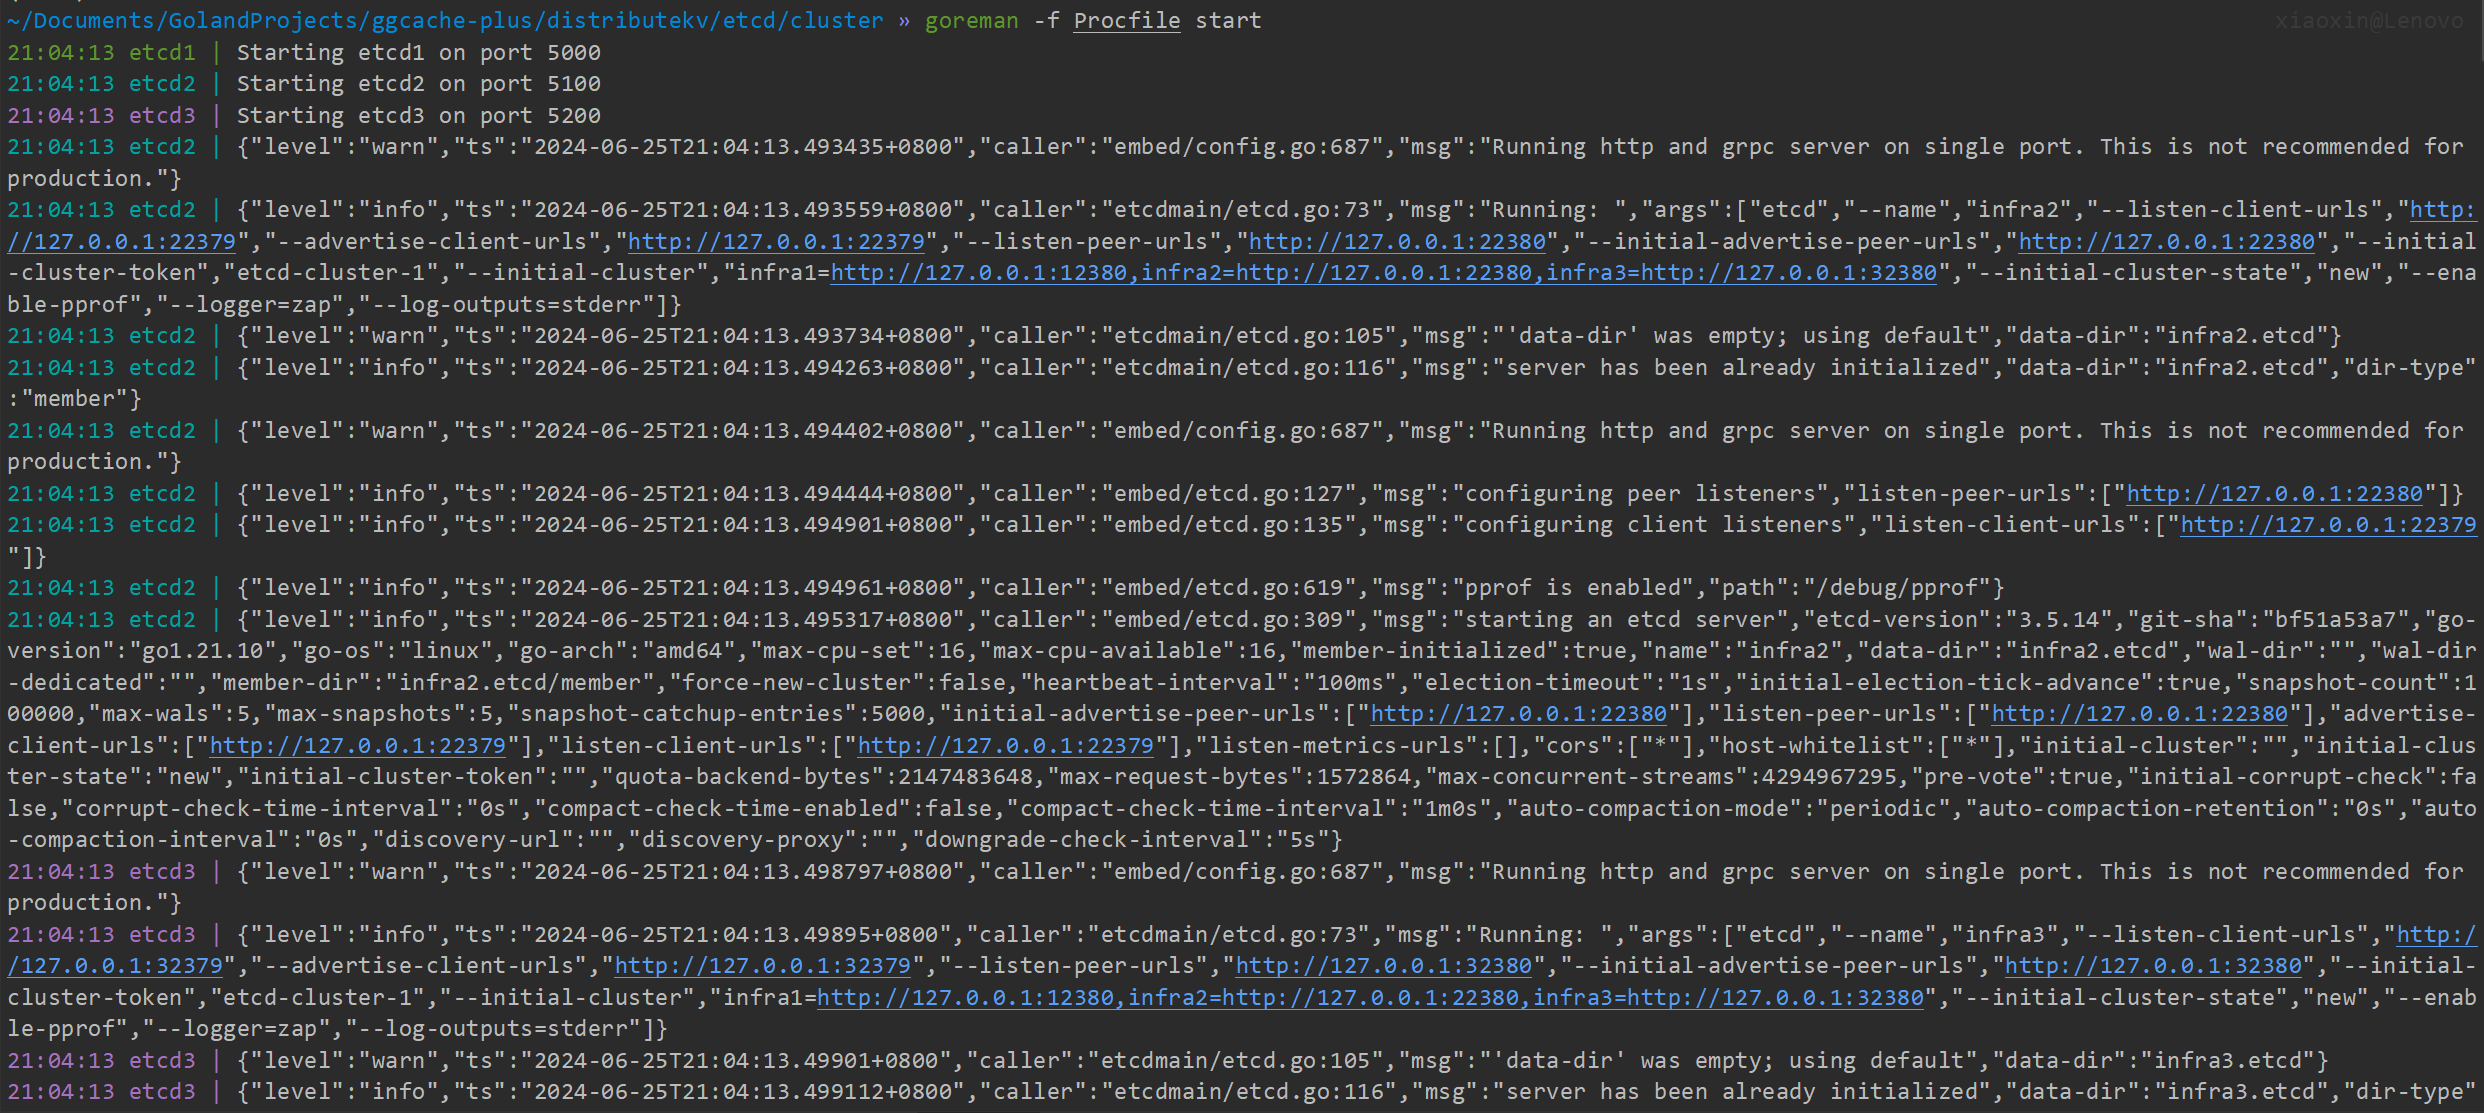 ~/Documents/GolandProjects/ggcache-plus/distributekv/etcd/cluster » goreman -f Procfile start xiaoxin@Lenovo
21:04:13 etcd1 | Starting etcd1 on port 5000
21:04:13 etcd2 | Starting etcd2 on port 5100
21:04:13 etcd3 | Starting etcd3 on port 5200
21:04:13 etcd2 | {"level":"warn","ts":"2024-06-25T21:04:13.493435+0800","caller":"embed/config.go:687","msg":"Running http and grpc server on single port. This is not recommended for
production."}
21:04:13 etcd2 | {"level":"info","ts":"2024-06-25T21:04:13.493559+0800","caller":"etcdmain/etcd.go:73","msg":"Running: ","args":["etcd","--name","infra2","--listen-client-urls","http:
//127.0.0.1:22379","--advertise-client-urls","http://127.0.0.1:22379","--listen-peer-urls","http://127.0.0.1:22380","--initial-advertise-peer-urls","http://127.0.0.1:22380","--initial
-cluster-token","etcd-cluster-1","--initial-cluster","infra1=http://127.0.0.1:12380,infra2=http://127.0.0.1:22380,infra3=http://127.0.0.1:32380","--initial-cluster-state","new","--ena
ble-pprof","--logger=zap","--log-outputs=stderr"]}
21:04:13 etcd2 | {"level":"warn","ts":"2024-06-25T21:04:13.493734+0800","caller":"etcdmain/etcd.go:105","msg":"'data-dir' was empty; using default","data-dir":"infra2.etcd"}
21:04:13 etcd2 | {"level":"info","ts":"2024-06-25T21:04:13.494263+0800","caller":"etcdmain/etcd.go:116","msg":"server has been already initialized","data-dir":"infra2.etcd","dir-type"
:"member"}
21:04:13 etcd2 | {"level":"warn","ts":"2024-06-25T21:04:13.494402+0800","caller":"embed/config.go:687","msg":"Running http and grpc server on single port. This is not recommended for
production."}
21:04:13 etcd2 | {"level":"info","ts":"2024-06-25T21:04:13.494444+0800","caller":"embed/etcd.go:127","msg":"configuring peer listeners","listen-peer-urls":["http://127.0.0.1:22380"]}
21:04:13 etcd2 | {"level":"info","ts":"2024-06-25T21:04:13.494901+0800","caller":"embed/etcd.go:135","msg":"configuring client listeners","listen-client-urls":["http://127.0.0.1:22379
"]}
21:04:13 etcd2 | {"level":"info","ts":"2024-06-25T21:04:13.494961+0800","caller":"embed/etcd.go:619","msg":"pprof is enabled","path":"/debug/pprof"}
21:04:13 etcd2 | {"level":"info","ts":"2024-06-25T21:04:13.495317+0800","caller":"embed/etcd.go:309","msg":"starting an etcd server","etcd-version":"3.5.14","git-sha":"bf51a53a7","go-
version":"go1.21.10","go-os":"linux","go-arch":"amd64","max-cpu-set":16,"max-cpu-available":16,"member-initialized":true,"name":"infra2","data-dir":"infra2.etcd","wal-dir":"","wal-dir
-dedicated":"","member-dir":"infra2.etcd/member","force-new-cluster":false,"heartbeat-interval":"100ms","election-timeout":"1s","initial-election-tick-advance":true,"snapshot-count":1
00000,"max-wals":5,"max-snapshots":5,"snapshot-catchup-entries":5000,"initial-advertise-peer-urls":["http://127.0.0.1:22380"],"listen-peer-urls":["http://127.0.0.1:22380"],"advertise-
client-urls":["http://127.0.0.1:22379"],"listen-client-urls":["http://127.0.0.1:22379"],"listen-metrics-urls":[],"cors":["*"],"host-whitelist":["*"],"initial-cluster":"","initial-clus
ter-state":"new","initial-cluster-token":"","quota-backend-bytes":2147483648,"max-request-bytes":1572864,"max-concurrent-streams":4294967295,"pre-vote":true,"initial-corrupt-check":fa
lse,"corrupt-check-time-interval":"0s","compact-check-time-enabled":false,"compact-check-time-interval":"1m0s","auto-compaction-mode":"periodic","auto-compaction-retention":"0s","auto
-compaction-interval":"0s","discovery-url":"","discovery-proxy":"","downgrade-check-interval":"5s"}
21:04:13 etcd3 | {"level":"warn","ts":"2024-06-25T21:04:13.498797+0800","caller":"embed/config.go:687","msg":"Running http and grpc server on single port. This is not recommended for
production."}
21:04:13 etcd3 | {"level":"info","ts":"2024-06-25T21:04:13.49895+0800","caller":"etcdmain/etcd.go:73","msg":"Running: ","args":["etcd","--name","infra3","--listen-client-urls","http:/
/127.0.0.1:32379","--advertise-client-urls","http://127.0.0.1:32379","--listen-peer-urls","http://127.0.0.1:32380","--initial-advertise-peer-urls","http://127.0.0.1:32380","--initial-
cluster-token","etcd-cluster-1","--initial-cluster","infra1=http://127.0.0.1:12380,infra2=http://127.0.0.1:22380,infra3=http://127.0.0.1:32380","--initial-cluster-state","new","--enab
le-pprof","--logger=zap","--log-outputs=stderr"]}
21:04:13 etcd3 | {"level":"warn","ts":"2024-06-25T21:04:13.49901+0800","caller":"etcdmain/etcd.go:105","msg":"'data-dir' was empty; using default","data-dir":"infra3.etcd"}
21:04:13 etcd3 | {"level":"info","ts":"2024-06-25T21:04:13.499112+0800","caller":"etcdmain/etcd.go:116","msg":"server has been already initialized","data-dir":"infra3.etcd","dir-type"